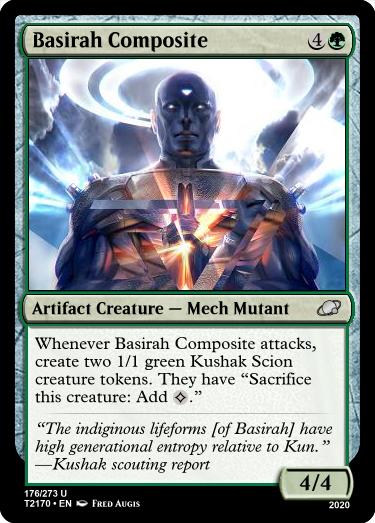 Basirah Composite 4
Artifact Creature — Mech Mutant
Whenever Basirah Composite attacks,
create two 1/1 green Kushak Scion
creature tokens. They have “Sacrifice
this creature: Add ◇.”
“The indiginous lifeforms [of Basirah] have
high generational entropy relative to Kun.”
—Kushak scouting report
4/4
176/273 U
T2170 • EN FRED AUGIS
2020